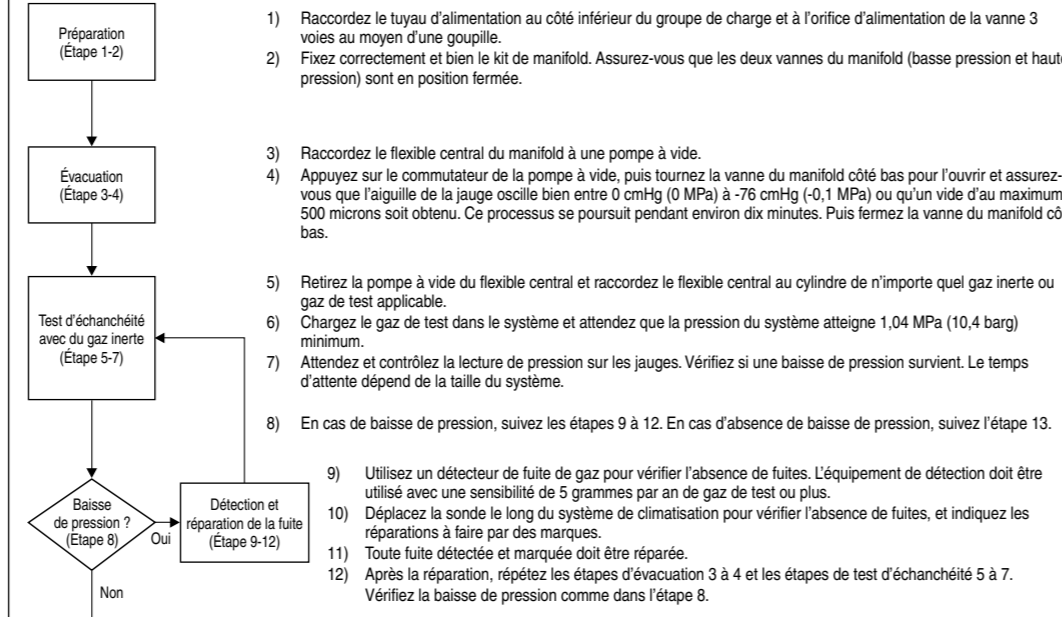 Préparation
(Étape 1-2)
1) Raccordez le tuyau d'alimentation au côté inférieur du groupe de charge et à l'orifice d'alimentation de la vanne 3
voies au moyen d'une goupille.
2) Fixez correctement et bien le kit de manifold. Assurez-vous que les deux vannes du manifold (basse pression et haute
pression) sont en position fermée.
Évacuation
(Étape 3-4)
3) Raccordez le flexible central du manifold à une pompe à vide.
4) Appuyez sur le commutateur de la pompe à vide, puis tournez la vanne du manifold côté bas pour l'ouvrir et assurez-
vous que l'aiguille de la jauge oscille bien entre 0 cmHg (0 MPa) à -76 cmHg (-0,1 MPa) ou qu'un vide d'au maximum
500 microns soit obtenu. Ce processus se poursuit pendant environ dix minutes. Puis fermez la vanne du manifold cô
bas.
Test d'échanchéité
avec du gaz inerte
(Étape 5-7)
5) Retirez la pompe à vide du flexible central et raccordez le flexible central au cylindre de n'importe quel gaz inerte ou
gaz de test applicable.
6) Chargez le gaz de test dans le système et attendez que la pression du système atteigne 1,04 MPa (10,4 barg)
minimum.
7) Attendez et contrôlez la lecture de pression sur les jauges. Vérifiez si une baisse de pression survient. Le temps
d'attente dépend de la taille du système.
8) En cas de baisse de pression, suivez les étapes 9 à 12. En cas d'absence de baisse de pression, suivez l'étape 13.
Baisse
de pression ?
(Etape 8)
Oui
Non
Détection et
réparation de la fuite
(Étape 9-12)
9) Utilisez un détecteur de fuite de gaz pour vérifier l'absence de fuites. L'équipement de détection doit être
utilisé avec une sensibilité de 5 grammes par an de gaz de test ou plus.
10) Déplacez la sonde le long du système de climatisation pour vérifier l'absence de fuites, et indiquez les
réparations à faire par des marques.
11) Toute fuite détectée et marquée doit être réparée.
12) Après la réparation, répétez les étapes d'évacuation 3 à 4 et les étapes de test d'échanchéité 5 à 7.
Vérifiez la baisse de pression comme dans l'étape 8.